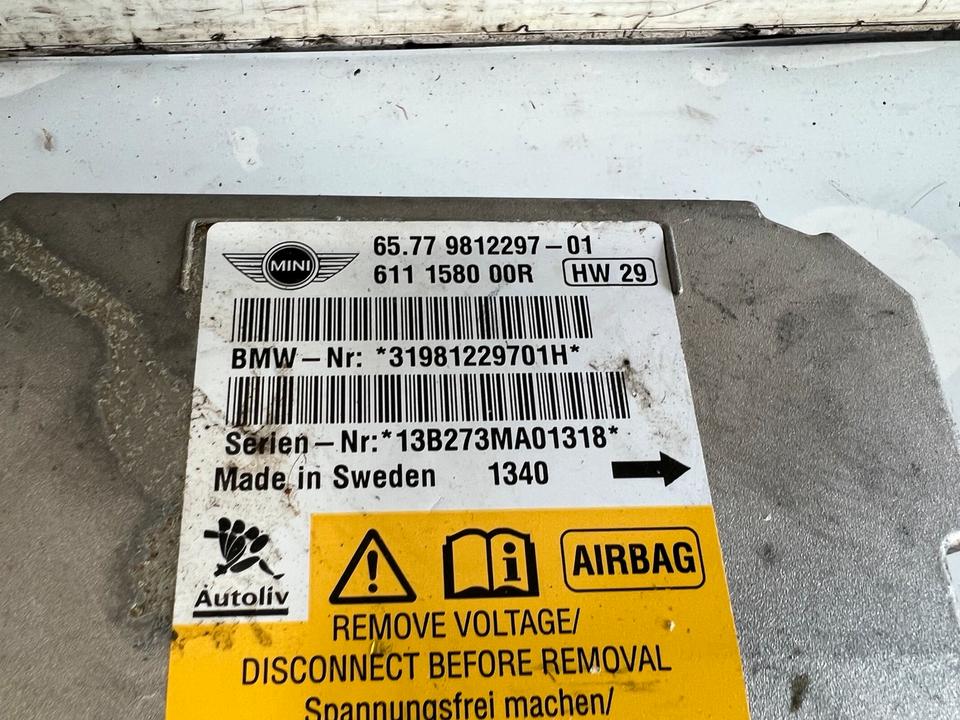 MINI
65.77 9812297-01
611 1580 00R HW 29
BMW-Nr: *31981229701H*
Serien-Nr:*13B273MA01318*
Made in Sweden 1340
Autoliv
AIRBAG
REMOVE VOLTAGE/
DISCONNECT BEFORE REMOVAL
Spannungsfrei machen/